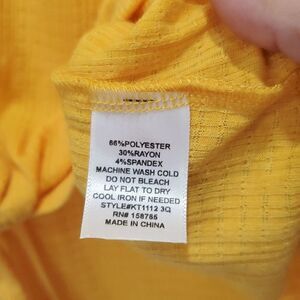 66%POLYESTER
30%RAYON
4%SPANDEX
MACHINE WASH COLD
DO NOT BLEACH
LAY FLAT TO DRY
COOL IRON IF NEEDED
STYLE#KT1112 3Q
RN# 158765
MADE IN CHINA